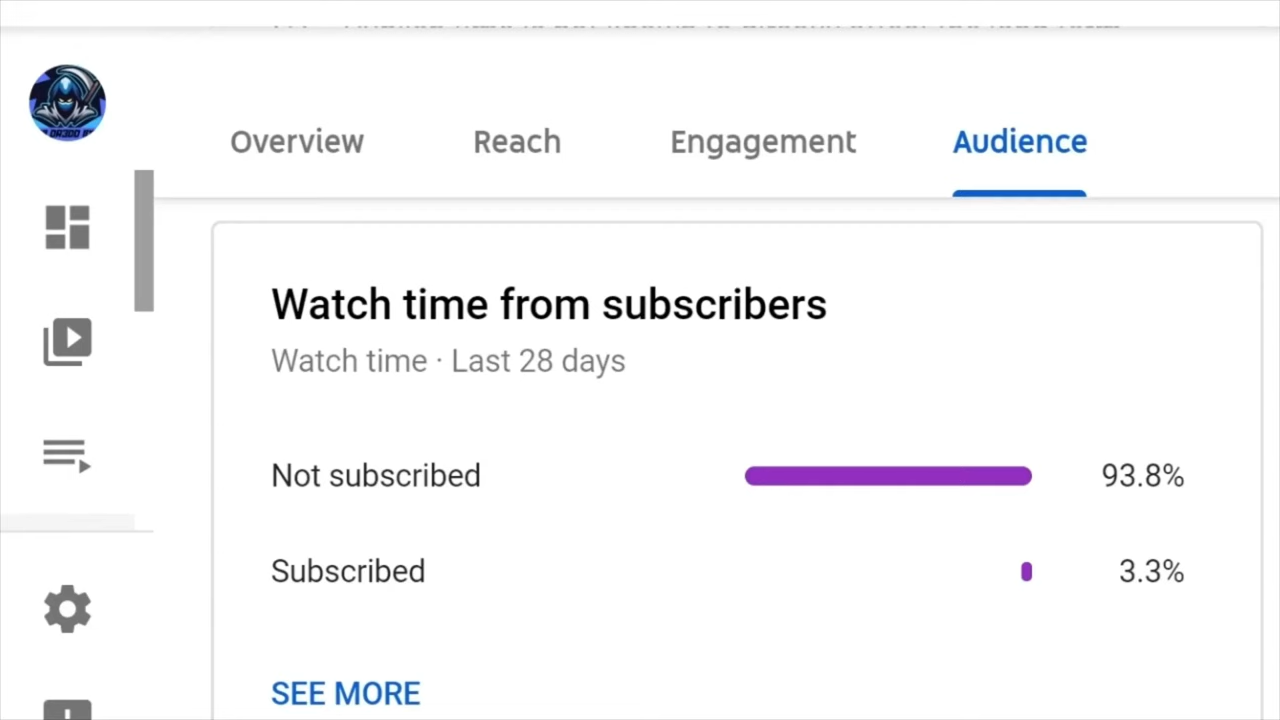 Overview Reach Engagement Audience
Watch time from subscribers
Watch time · Last 28 days
Not subscribed 93.8%
Subscribed 3.3%
SEE MORE